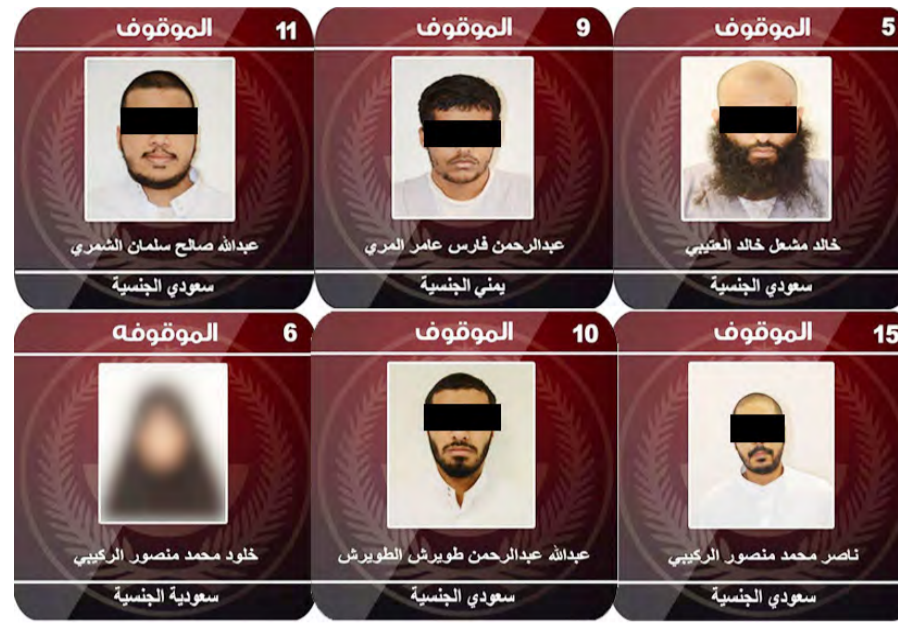 5 الموقوف
خالد مشعل خالد العتيبي
سعودي الجنسية
9 الموقوف
عبدالرحمن فارس عامر المري
يمني الجنسية
11 الموقوف
عبدالله صالح سلمان الشمري
سعودي الجنسية
15 الموقوف
ناصر محمد منصور الركيبي
سعودي الجنسية
10 الموقوف
عبدالله عبدالرحمن طويرش الطويرش
سعودي الجنسية
6 الموقوفه
خلود محمد منصور الركيبي
سعودية الجنسية